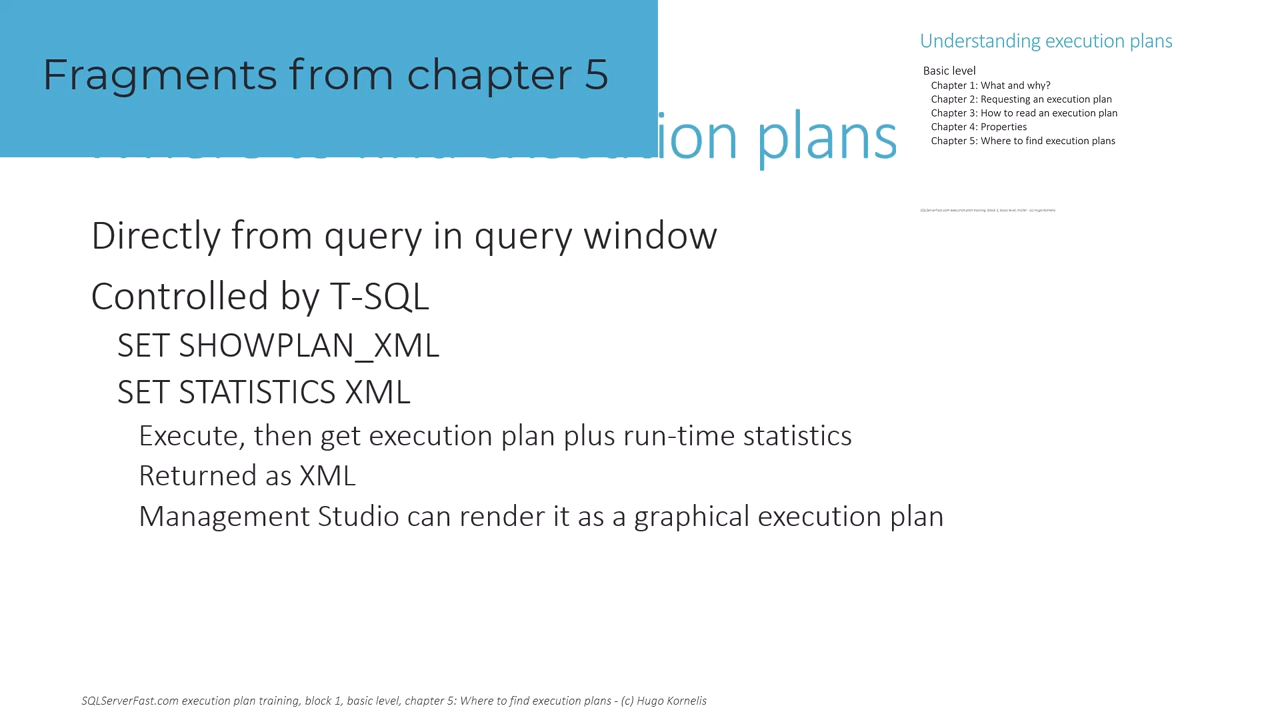 Fragments from chapter 5
Where to find execution plans
Directly from query in query window
Controlled by T-SQL
SET SHOWPLAN_XML
SET STATISTICS XML
Execute, then get execution plan plus run-time statistics
Returned as XML
Management Studio can render it as a graphical execution plan
Understanding execution plans
Basic level
Chapter 1: What and why?
Chapter 2: Requesting an execution plan
Chapter 3: How to read an execution plan
Chapter 4: Properties
Chapter 5: Where to find execution plans
SQLServerFast.com execution plan training, block 1, basic level, chapter 5: Where to find execution plans - (c) Hugo Kornelis